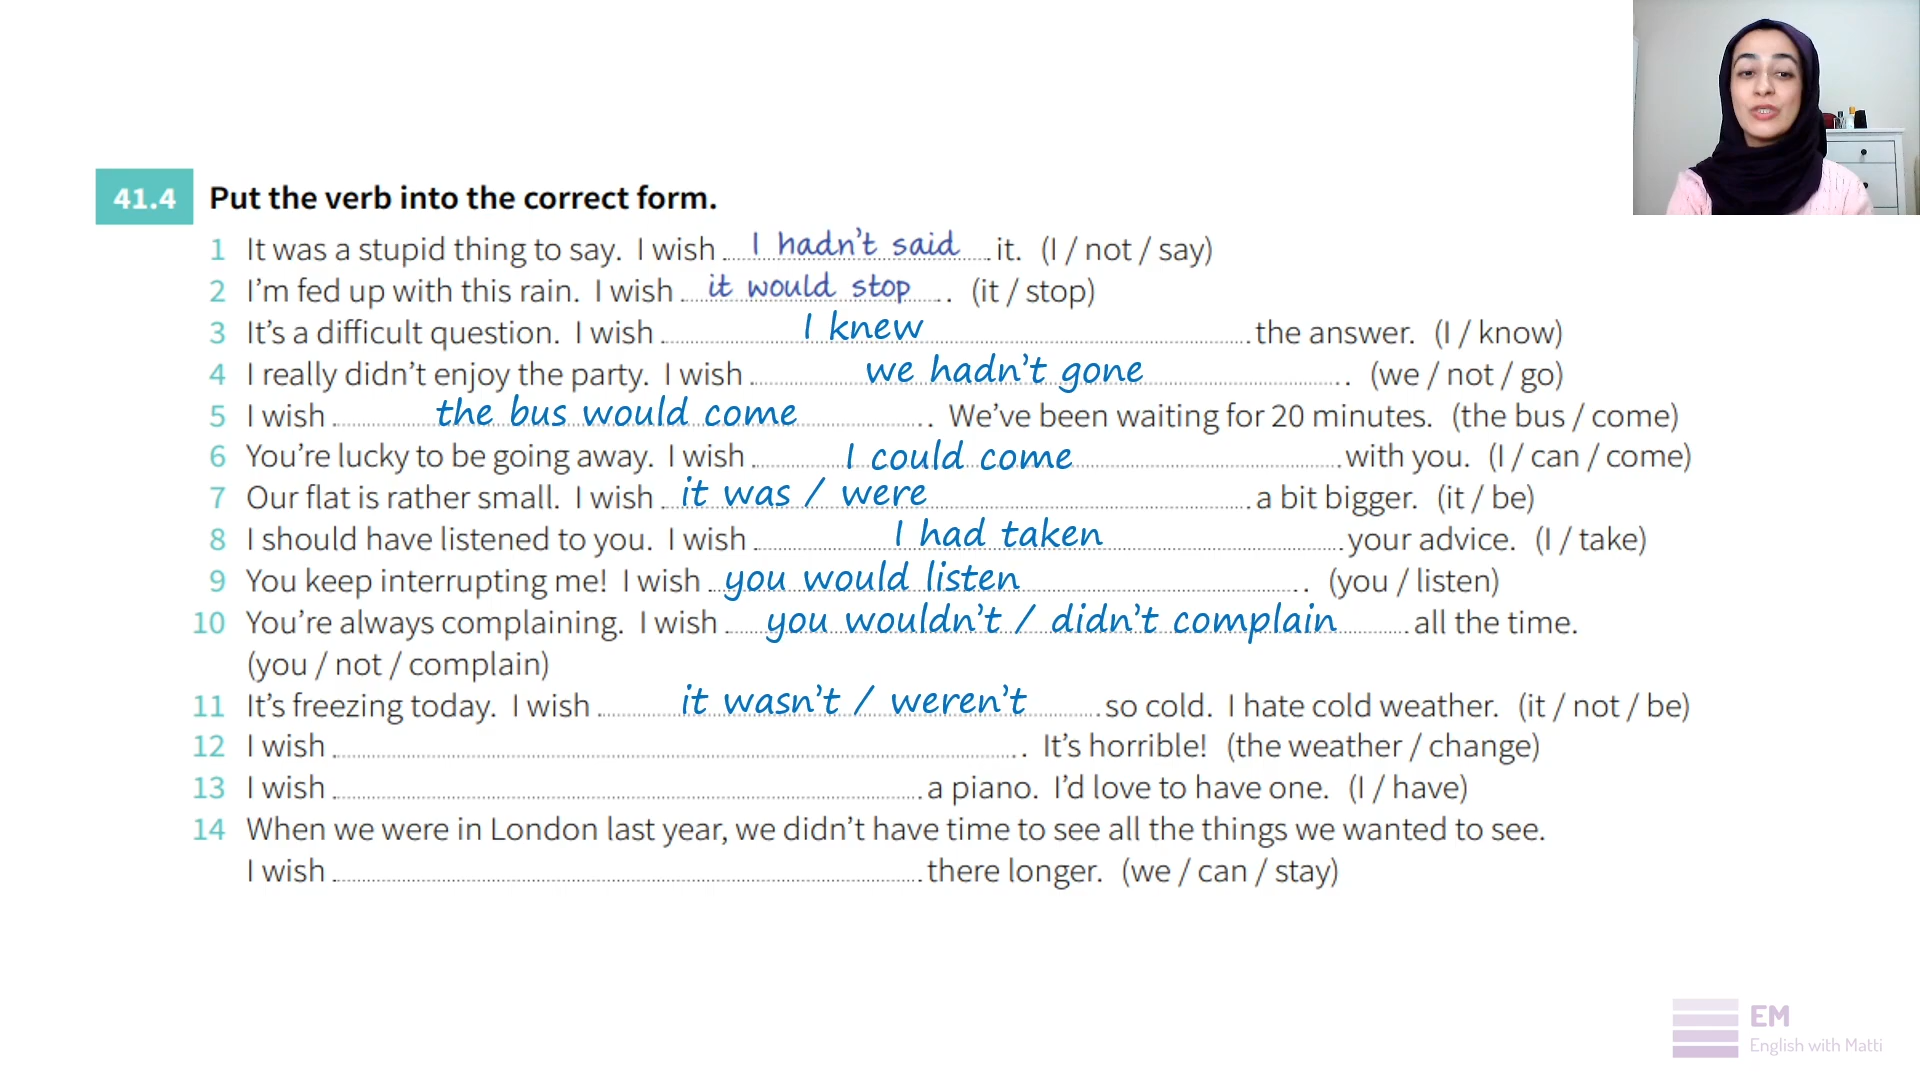 41.4 Put the verb into the correct form.
1 It was a stupid thing to say. I wish I hadn't said it. (I / not / say)
2 I'm fed up with this rain. I wish it would stop. (it / stop)
3 It's a difficult question. I wish I knew the answer. (I / know)
4 I really didn't enjoy the party. I wish we hadn't gone. (we / not / go)
5 I wish the bus would come. We've been waiting for 20 minutes. (the bus / come)
6 You're lucky to be going away. I wish I could come with you. (I / can / come)
7 Our flat is rather small. I wish it was / were a bit bigger. (it / be)
8 I should have listened to you. I wish I had taken your advice. (I / take)
9 You keep interrupting me! I wish you would listen. (you / listen)
10 You're always complaining. I wish you wouldn't / didn't complain all the time.
(you / not / complain)
11 It's freezing today. I wish it wasn't / weren't so cold. I hate cold weather. (it / not / be)
12 I wish ........ . It's horrible! (the weather / change)
13 I wish ........ a piano. I'd love to have one. (I / have)
14 When we were in London last year, we didn't have time to see all the things we wanted to see.
I wish ........ there longer. (we / can / stay)
EM
English with Matti